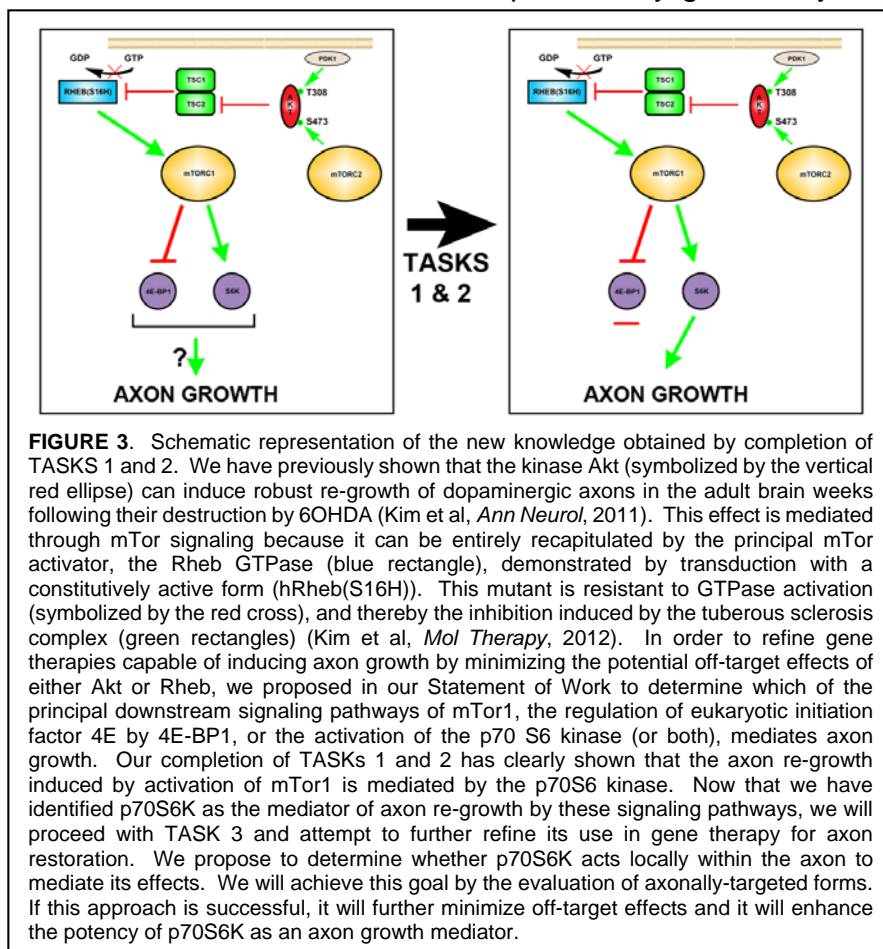 GDP
GTP
RHEB(S16H)
TSC1
TSC2
PDK1
T308
AKT
S473
mTORC1
mTORC2
4E-BP1
S6K
?
AXON GROWTH
TASKS
1 & 2
GDP
GTP
RHEB(S16H)
TSC1
TSC2
PDK1
T308
AKT
S473
mTORC1
mTORC2
4E-BP1
S6K
AXON GROWTH
FIGURE 3. Schematic representation of the new knowledge obtained by completion of
TASKS 1 and 2. We have previously shown that the kinase Akt (symbolized by the vertical
red ellipse) can induce robust re-growth of dopaminergic axons in the adult brain weeks
following their destruction by 6OHDA (Kim et al, Ann Neurol, 2011). This effect is mediated
through mTor signaling because it can be entirely recapitulated by the principal mTor
activator, the Rheb GTPase (blue rectangle), demonstrated by transduction with a
constitutively active form (hRheb(S16H)). This mutant is resistant to GTPase activation
(symbolized by the red cross), and thereby the inhibition induced by the tuberous sclerosis
complex (green rectangles) (Kim et al, Mol Therapy, 2012). In order to refine gene
therapies capable of inducing axon growth by minimizing the potential off-target effects of
either Akt or Rheb, we proposed in our Statement of Work to determine which of the
principal downstream signaling pathways of mTor1, the regulation of eukaryotic initiation
factor 4E by 4E-BP1, or the activation of the p70 S6 kinase (or both), mediates axon
growth. Our completion of TASKs 1 and 2 has clearly shown that the axon re-growth
induced by activation of mTor1 is mediated by the p70S6 kinase. Now that we have
identified p70S6K as the mediator of axon re-growth by these signaling pathways, we will
proceed with TASK 3 and attempt to further refine its use in gene therapy for axon
restoration. We propose to determine whether p70S6K acts locally within the axon to
mediate its effects. We will achieve this goal by the evaluation of axonally-targeted forms.
If this approach is successful, it will further minimize off-target effects and it will enhance
the potency of p70S6K as an axon growth mediator.